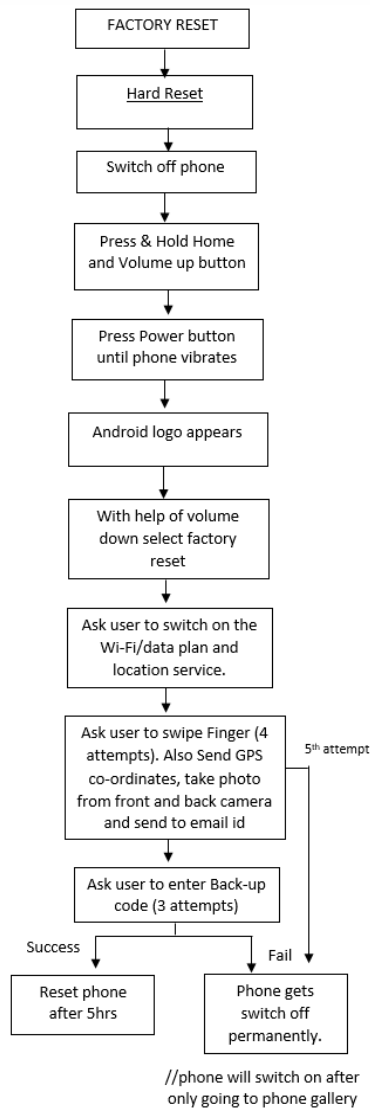 FACTORY RESET
Hard Reset
Switch off phone
Press & Hold Home
and Volume up button
Press Power button
until phone vibrates
Android logo appears
With help of volume
down select factory
reset
Ask user to switch on the
Wi-Fi/data plan and
location service.
Ask user to swipe Finger (4
attempts). Also Send GPS
co-ordinates, take photo
from front and back camera
and send to email id
5th attempt
Ask user to enter Back-up
code (3 attempts)
Success
Fail
Reset phone
after 5hrs
Phone gets
switch off
permanently.
//phone will switch on after
only going to phone gallery